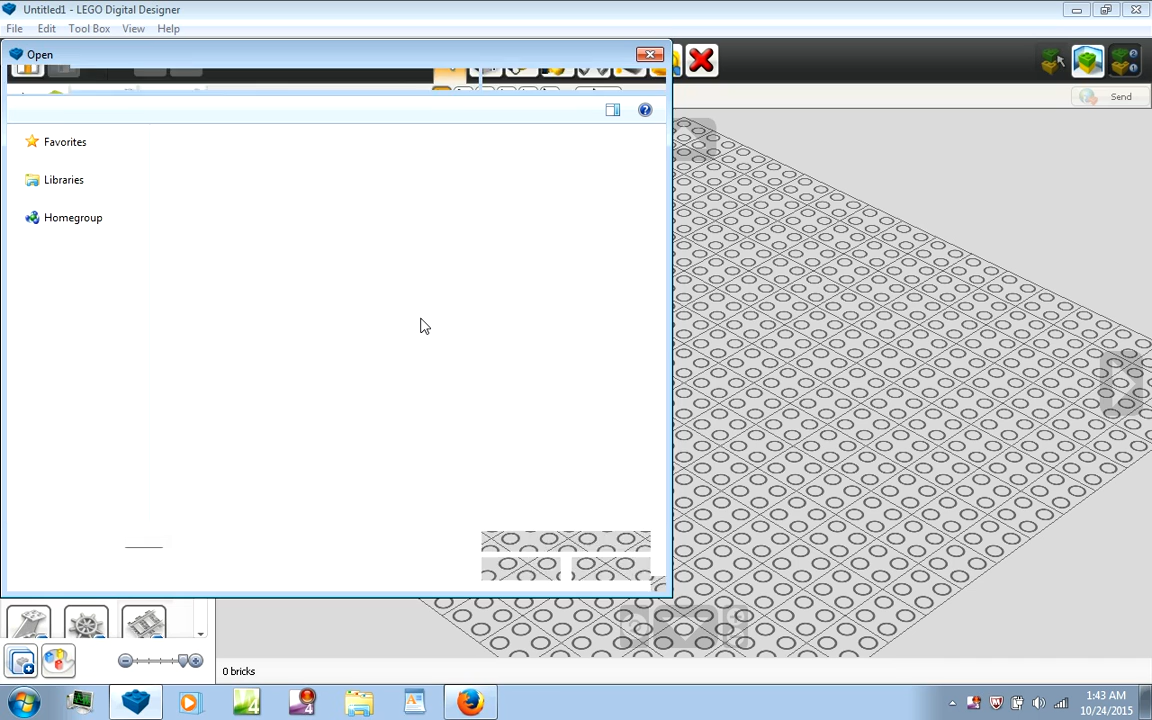 Untitled1 - LEGO Digital Designer
File Edit Tool Box View Help
Open
Send
Favorites
Libraries
Homegroup
0 bricks
1:43 AM
10/24/2015